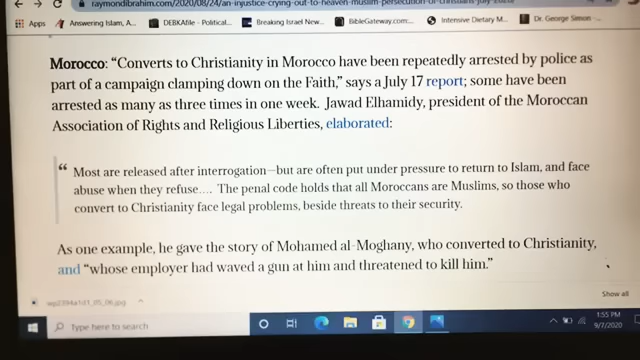 raymondibrahim.com/2020/08/24/an-injustice-crying-out-to-heaven-muslim-persecution-of-christians-july-2020/
Apps Answering Islam, A... DEBKAfile - Political... Breaking Israel New... BibleGateway.com... Intensive Dietary M... Dr. George Simon -...
Morocco: “Converts to Christianity in Morocco have been repeatedly arrested by police as
part of a campaign clamping down on the Faith,” says a July 17 report; some have been
arrested as many as three times in one week. Jawad Elhamidy, president of the Moroccan
Association of Rights and Religious Liberties, elaborated:
“ Most are released after interrogation—but are often put under pressure to return to Islam, and face
abuse when they refuse…. The penal code holds that all Moroccans are Muslims, so those who
convert to Christianity face legal problems, beside threats to their security.
As one example, he gave the story of Mohamed al-Moghany, who converted to Christianity,
and “whose employer had waved a gun at him and threatened to kill him.”
Show all
Type here to search
1:55 PM
9/7/2020